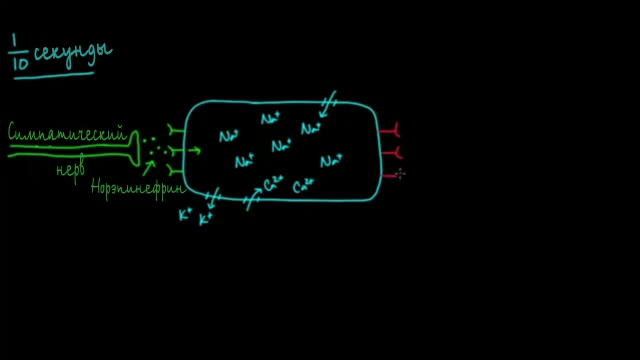 1
10 секунды
Симпатический
нерв
Норэпинефрин
Na⁺ Na⁺ Na⁺
Na⁺ Na⁺ Na⁺
Ca²⁺ Ca²⁺
K⁺ K⁺